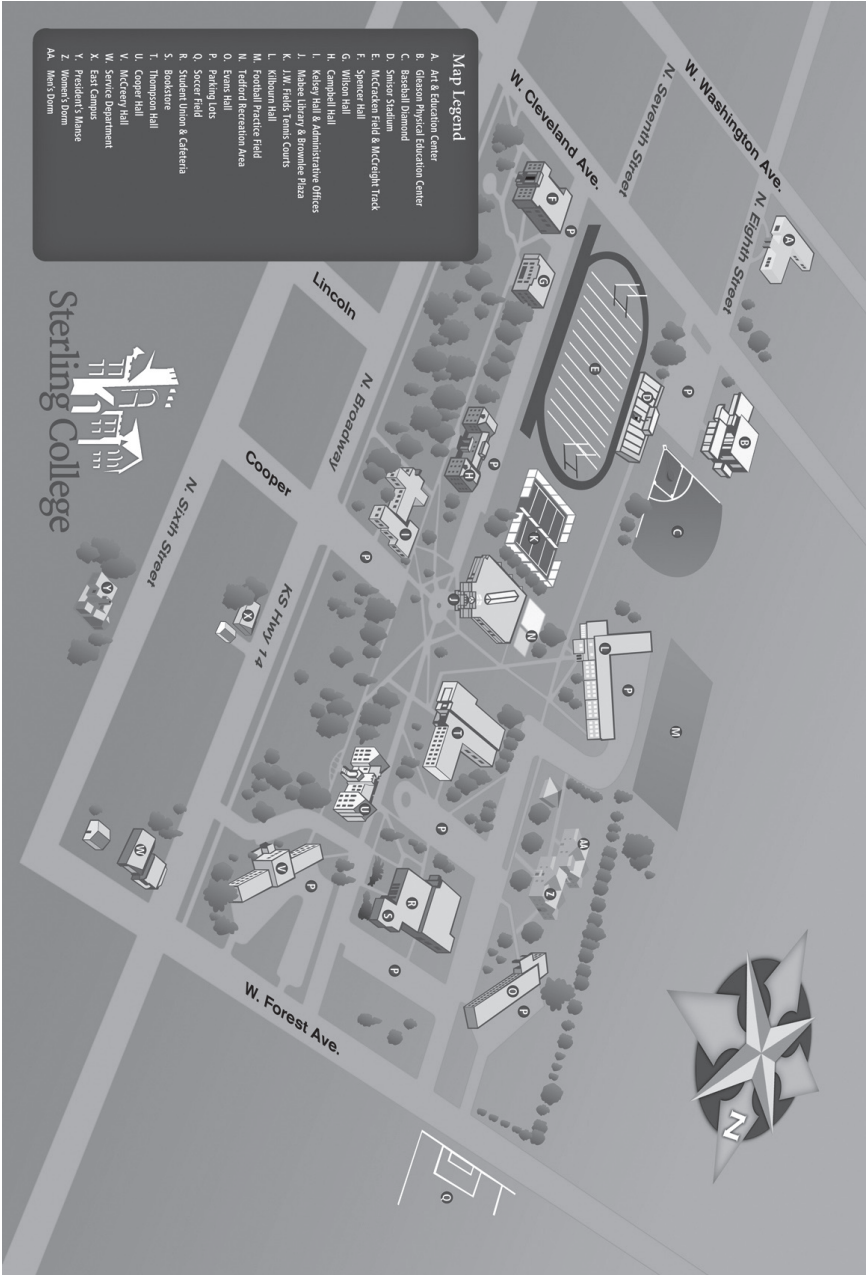 Map Legend
A. Art & Education Center
B. Gleason Physical Education Center
C. Baseball Diamond
D. Smisor Stadium
E. McCracken Field & McCreight Track
F. Spencer Hall
G. Wilson Hall
H. Campbell Hall
I. Kelsey Hall & Administrative Offices
J. Mabee Library & Brownlee Plaza
K. J.W. Fields Tennis Courts
L. Kilbourn Hall
M. Football Practice Field
N. Tedford Recreation Area
O. Evans Hall
P. Parking Lots
Q. Soccer Field
R. Student Union & Cafeteria
S. Bookstore
T. Thompson Hall
U. Cooper Hall
V. McCreery Hall
W. Service Department
X. East Campus
Y. President's Manse
Z. Women's Dorm
AA. Men's Dorm
W. Washington Ave.
N. Seventh Street
W. Cleveland Ave.
N. Eighth Street
Lincoln
N. Broadway
Cooper
N. Sixth Street
KS Hwy 14
W. Forest Ave.
Sterling College
N
A
B
C
D
E
F
G
H
I
J
K
L
M
N
O
P
P
P
P
P
P
P
P
P
Q
R
S
T
U
V
W
X
Y
Z
AA